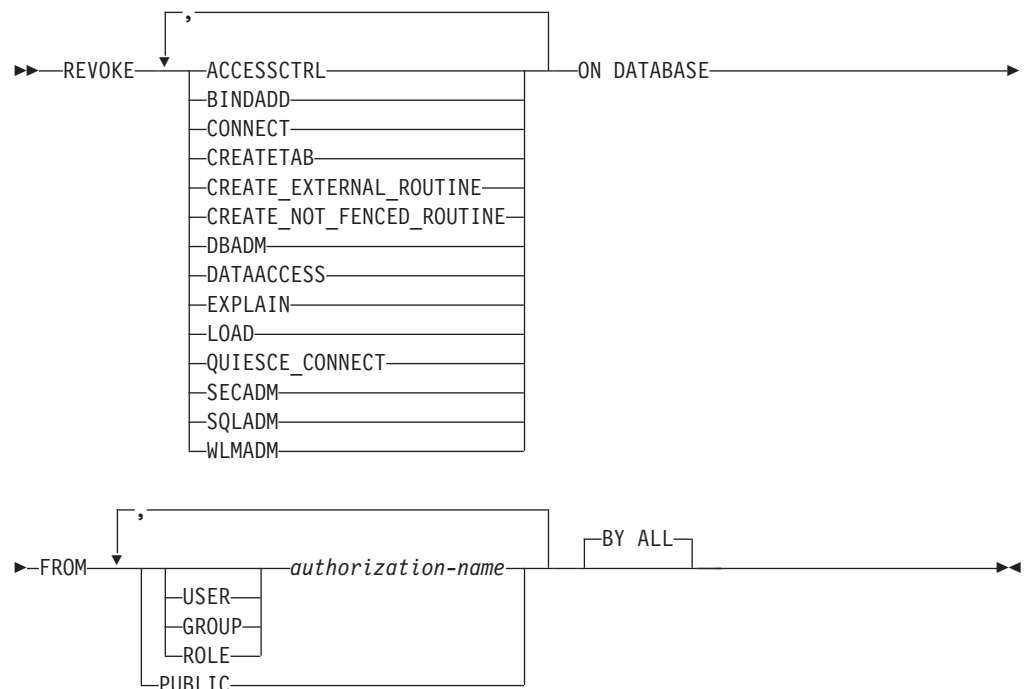 ,
REVOKE ACCESSCTRL ON DATABASE
BINDADD
CONNECT
CREATETAB
CREATE_EXTERNAL_ROUTINE
CREATE_NOT_FENCED_ROUTINE
DBADM
DATAACCESS
EXPLAIN
LOAD
QUIESCE_CONNECT
SECADM
SQLADM
WLMADM
,
BY ALL
FROM authorization-name
USER
GROUP
ROLE
PUBLIC